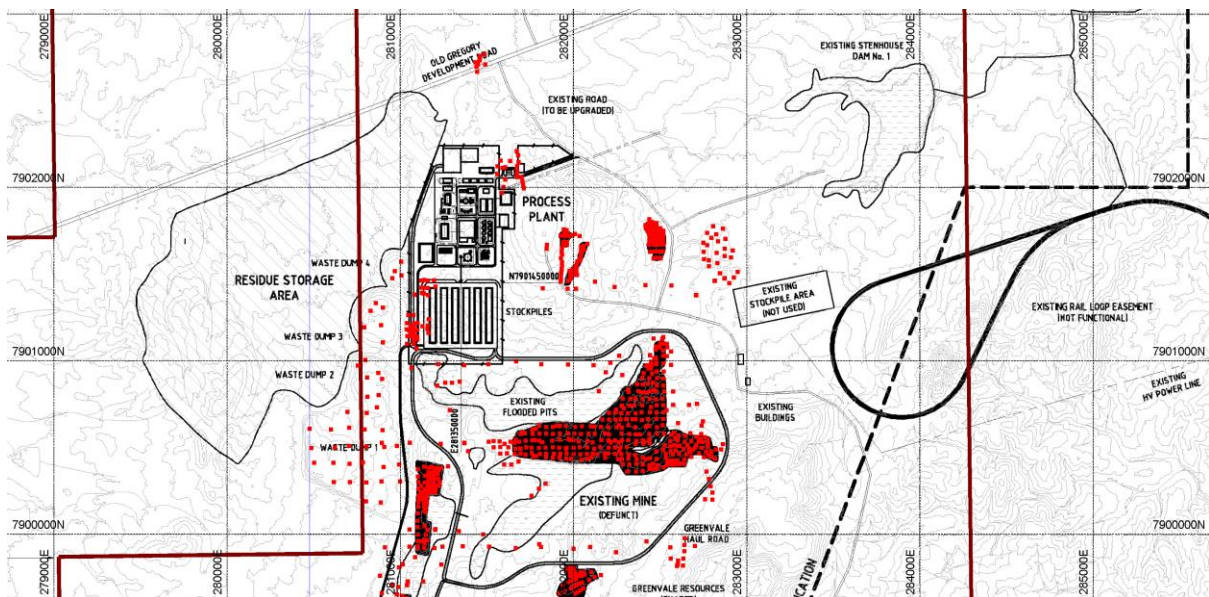 279000E
280000E
281000E
282000E
283000E
284000E
285000E
OLD GREGORY
DEVELOPMENT ROAD
EXISTING STENHOUSE
DAM No. 1
EXISTING ROAD
(TO BE UPGRADED)
7902000N
7902000N
PROCESS
PLANT
WASTE DUMP 4
N7901450000
RESIDUE STORAGE
AREA
EXISTING
STOCKPILE AREA
(NOT USED)
STOCKPILES
EXISTING RAIL LOOP EASEMENT
(NOT FUNCTIONAL)
WASTE DUMP 3
7901000N
7901000N
WASTE DUMP 2
EXISTING
HV POWER LINE
EXISTING
FLOODED PITS
EXISTING
BUILDINGS
E281350000
WASTE DUMP 1
EXISTING MINE
(DEFUNCT)
7900000N
7900000N
GREENVALE
HAUL ROAD
279000E
280000E
281000E
283000E
284000E
285000E
GREENVALE RESOURCES